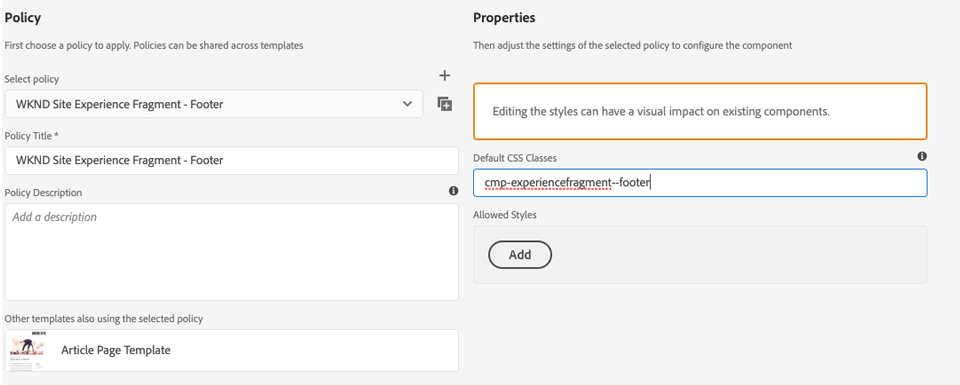 Policy
First choose a policy to apply. Policies can be shared across templates
Select policy
WKND Site Experience Fragment - Footer
Policy Title *
WKND Site Experience Fragment - Footer
Policy Description
Add a description
Other templates also using the selected policy
Article Page Template
Properties
Then adjust the settings of the selected policy to configure the component
Editing the styles can have a visual impact on existing components.
Default CSS Classes
cmp-experiencefragment--footer
Allowed Styles
Add